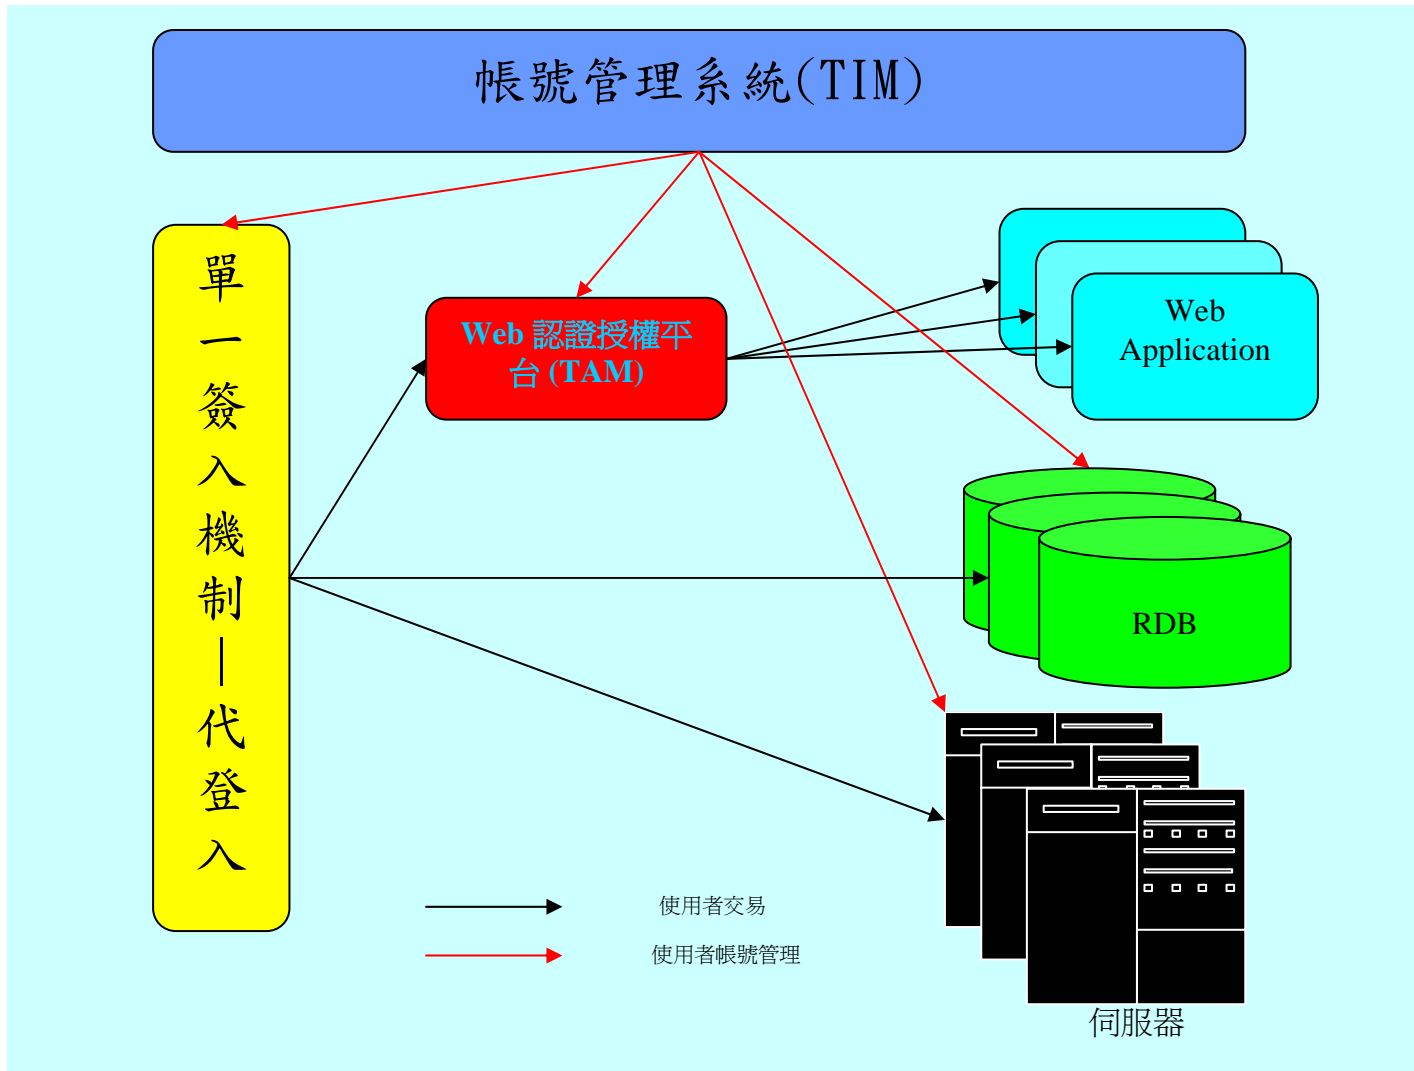 帳號管理系統(TIM)
單一簽入機制—代登入
Web 認證授權平
台 (TAM)
Web
Application
RDB
使用者交易
使用者帳號管理
伺服器